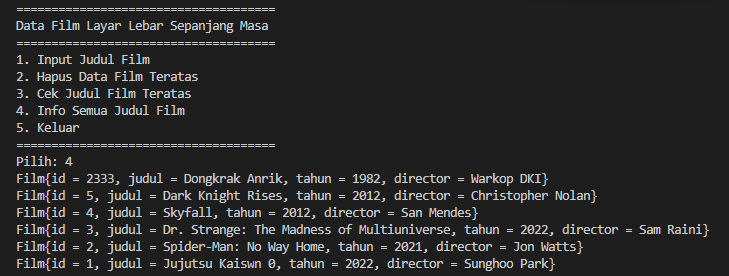 =====================================
Data Film Layar Lebar Sepanjang Masa
=====================================
1. Input Judul Film
2. Hapus Data Film Teratas
3. Cek Judul Film Teratas
4. Info Semua Judul Film
5. Keluar
=====================================
Pilih: 4
Film{id = 2333, judul = Dongkrak Anrik, tahun = 1982, director = Warkop DKI}
Film{id = 5, judul = Dark Knight Rises, tahun = 2012, director = Christopher Nolan}
Film{id = 4, judul = Skyfall, tahun = 2012, director = San Mendes}
Film{id = 3, judul = Dr. Strange: The Madness of Multiuniverse, tahun = 2022, director = Sam Raini}
Film{id = 2, judul = Spider-Man: No Way Home, tahun = 2021, director = Jon Watts}
Film{id = 1, judul = Jujutsu Kaiswn 0, tahun = 2022, director = Sunghoo Park}